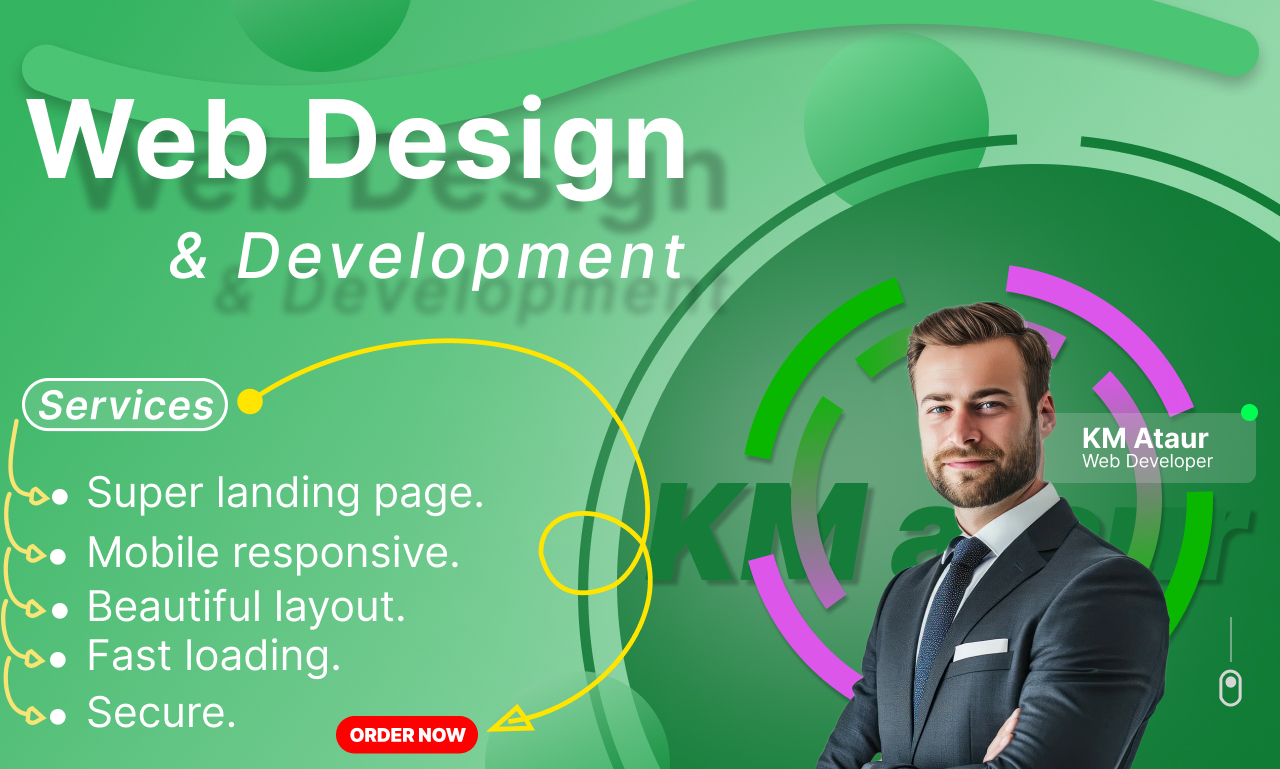 Web Design
& Development
Services
• Super landing page.
• Mobile responsive.
• Beautiful layout.
• Fast loading.
• Secure.
ORDER NOW
KM Ataur
Web Developer
KM ataur